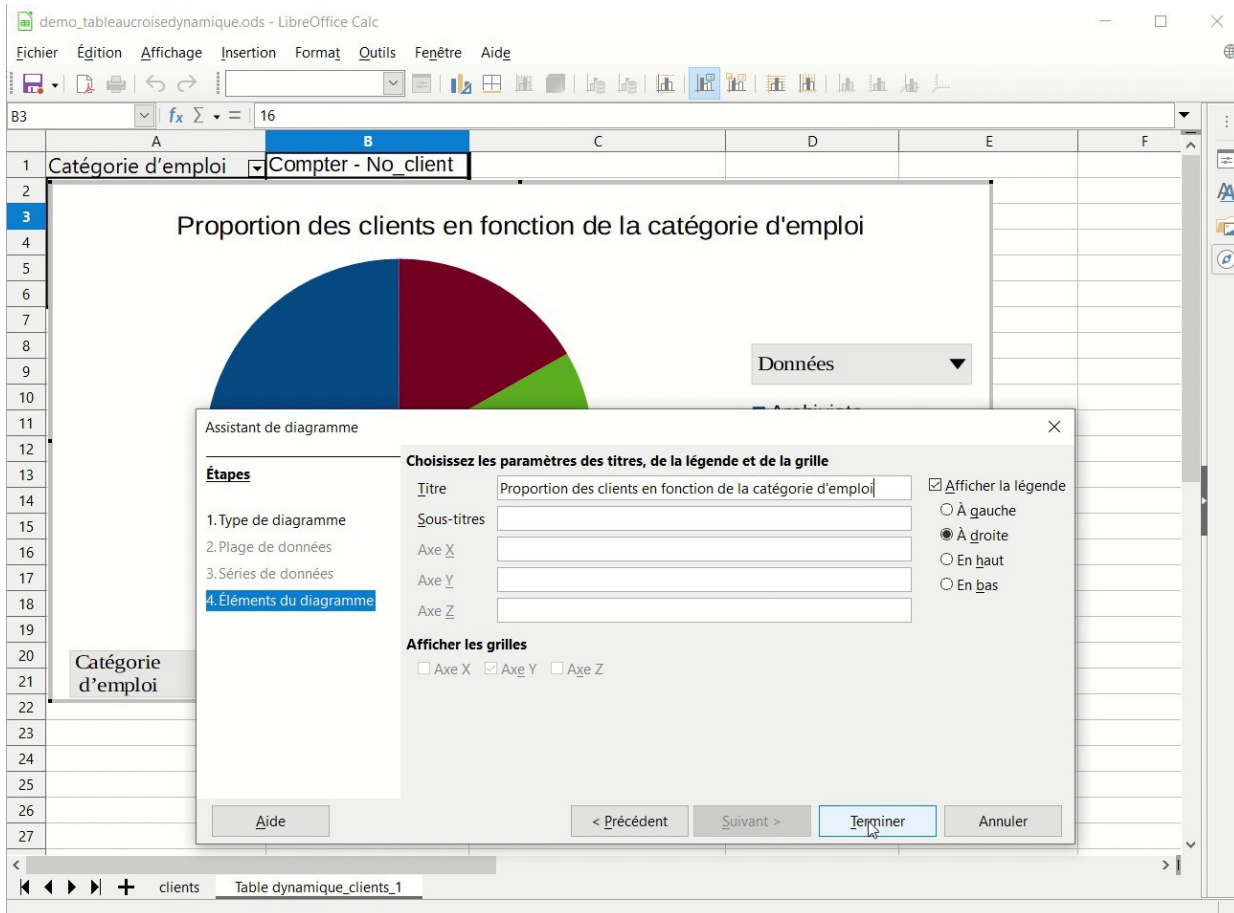 demo_tableaucroisedynamique.ods - LibreOffice Calc
Fichier Édition Affichage Insertion Format Outils Fenêtre Aide
B3 fx Σ = 16
A B C D E F
1 Catégorie d’emploi Compter - No_client
2
3
4
5
6
7
8
9
10
11
12
13
14
15
16
17
18
19
20
21
22
23
24
25
26
27
Proportion des clients en fonction de la catégorie d'emploi
Données
Archiviste
Catégorie
d’emploi
Assistant de diagramme
Étapes
1. Type de diagramme
2. Plage de données
3. Séries de données
4. Éléments du diagramme
Choisissez les paramètres des titres, de la légende et de la grille
Titre Proportion des clients en fonction de la catégorie d'emploi
Sous-titres
Axe X
Axe Y
Axe Z
Afficher la légende
À gauche
À droite
En haut
En bas
Afficher les grilles
Axe X Axe Y Axe Z
Aide < Précédent Suivant > Terminer Annuler
clients Table dynamique_clients_1